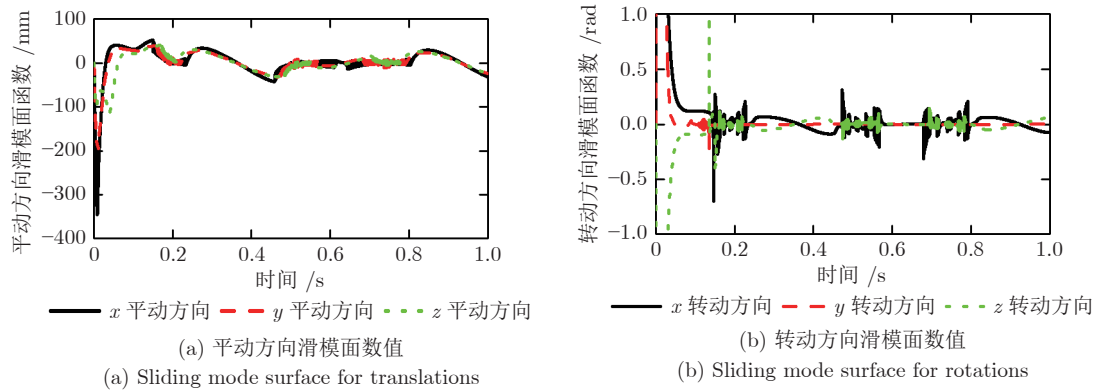 平动方向滑模面函数 /mm
100
0
−100
−200
−300
−400
0
0.2
0.4
0.6
0.8
1.0
时间 /s
x 平动方向 y 平动方向 z 平动方向
(a) 平动方向滑模面数值
(a) Sliding mode surface for translations
转动方向滑模面函数 /rad
1.0
0.5
0.0
−0.5
−1.0
0
0.2
0.4
0.6
0.8
1.0
时间 /s
x 转动方向 y 转动方向 z 转动方向
(b) 转动方向滑模面数值
(b) Sliding mode surface for rotations